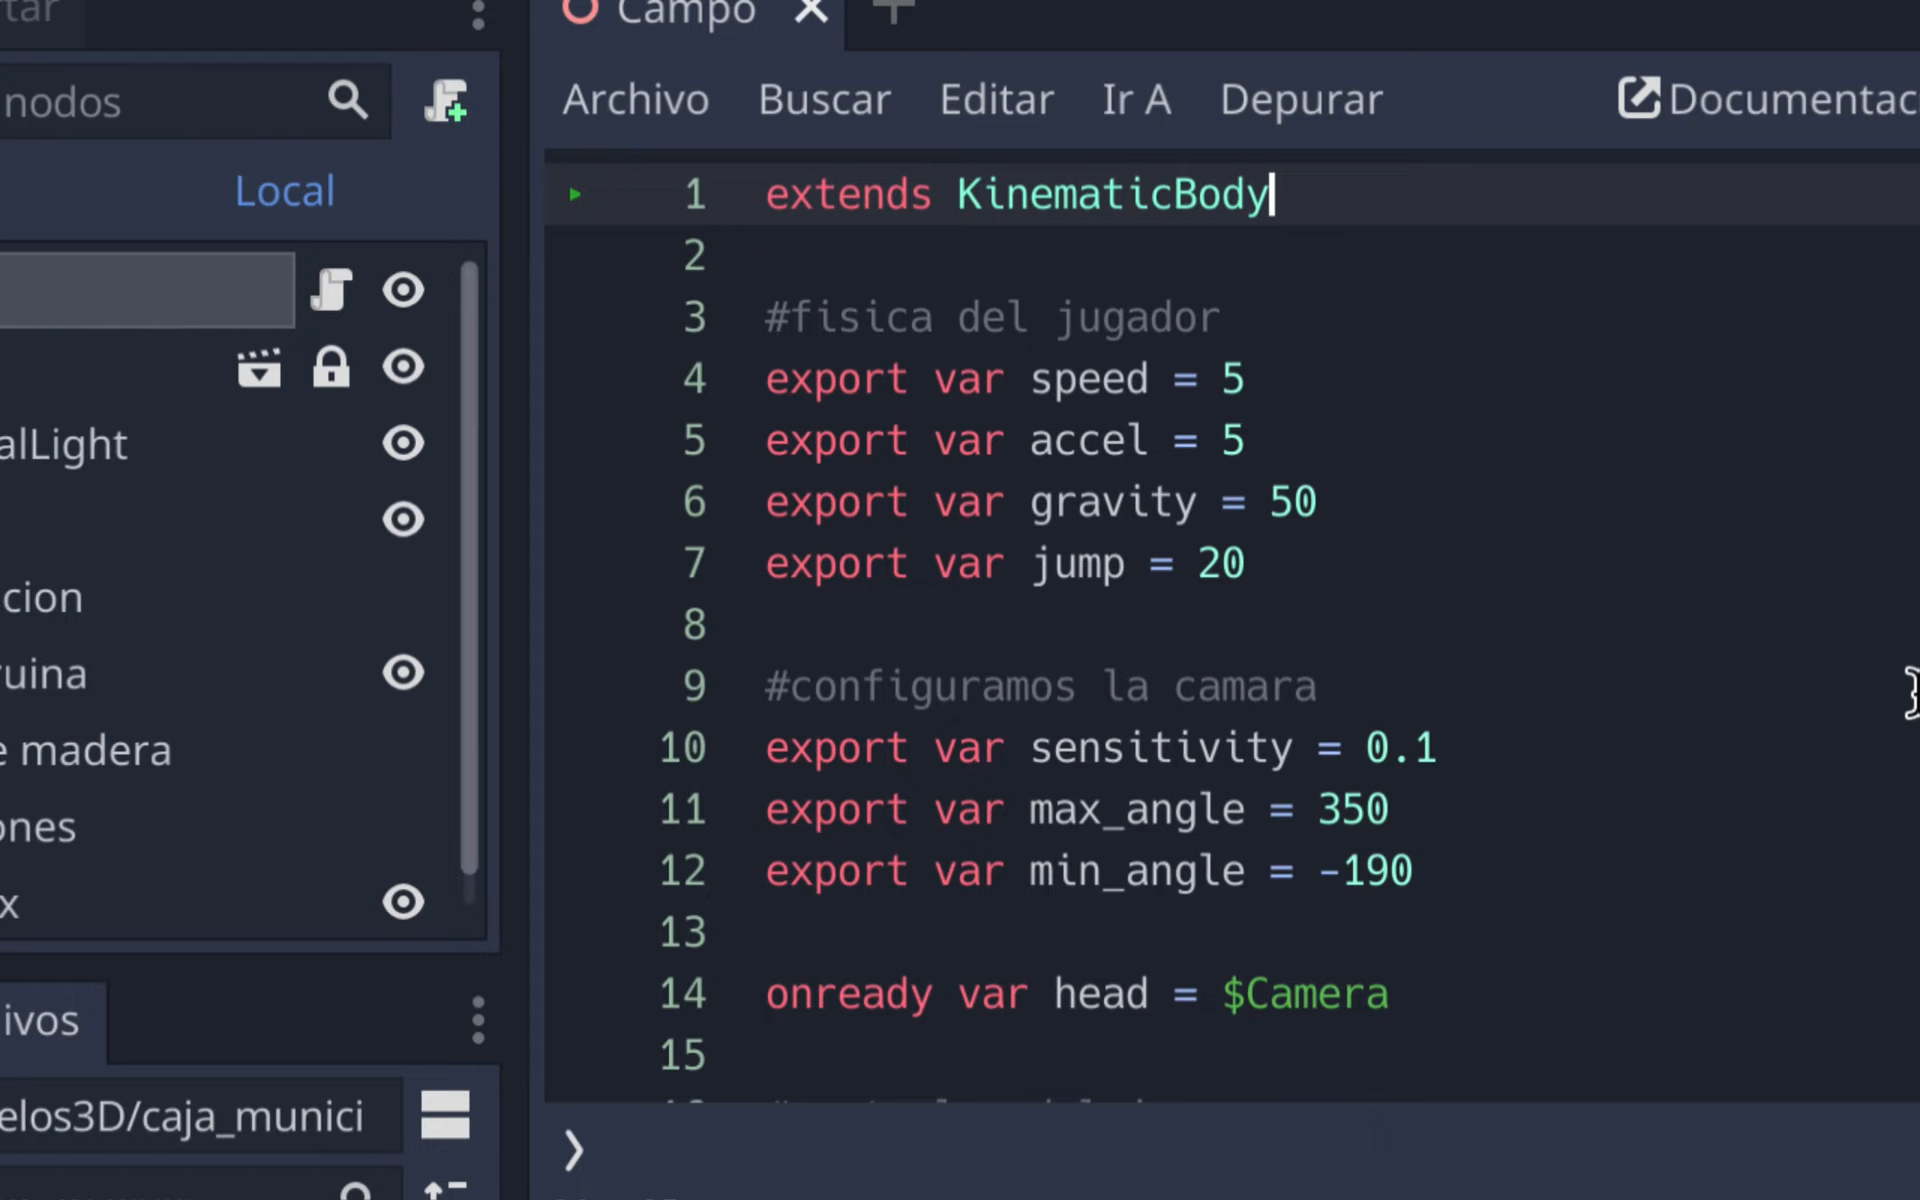 tar
Campo
nodos
Archivo Buscar Editar Ir A Depurar Documentac
Local
1 extends KinematicBody
2
3 #fisica del jugador
4 export var speed = 5
5 export var accel = 5
6 export var gravity = 50
7 export var jump = 20
8
9 #configuramos la camara
10 export var sensitivity = 0.1
11 export var max_angle = 350
12 export var min_angle = -190
13
14 onready var head = $Camera
15
alLight
cion
ruina
e madera
ones
x
ivos
elos3D/caja_munici